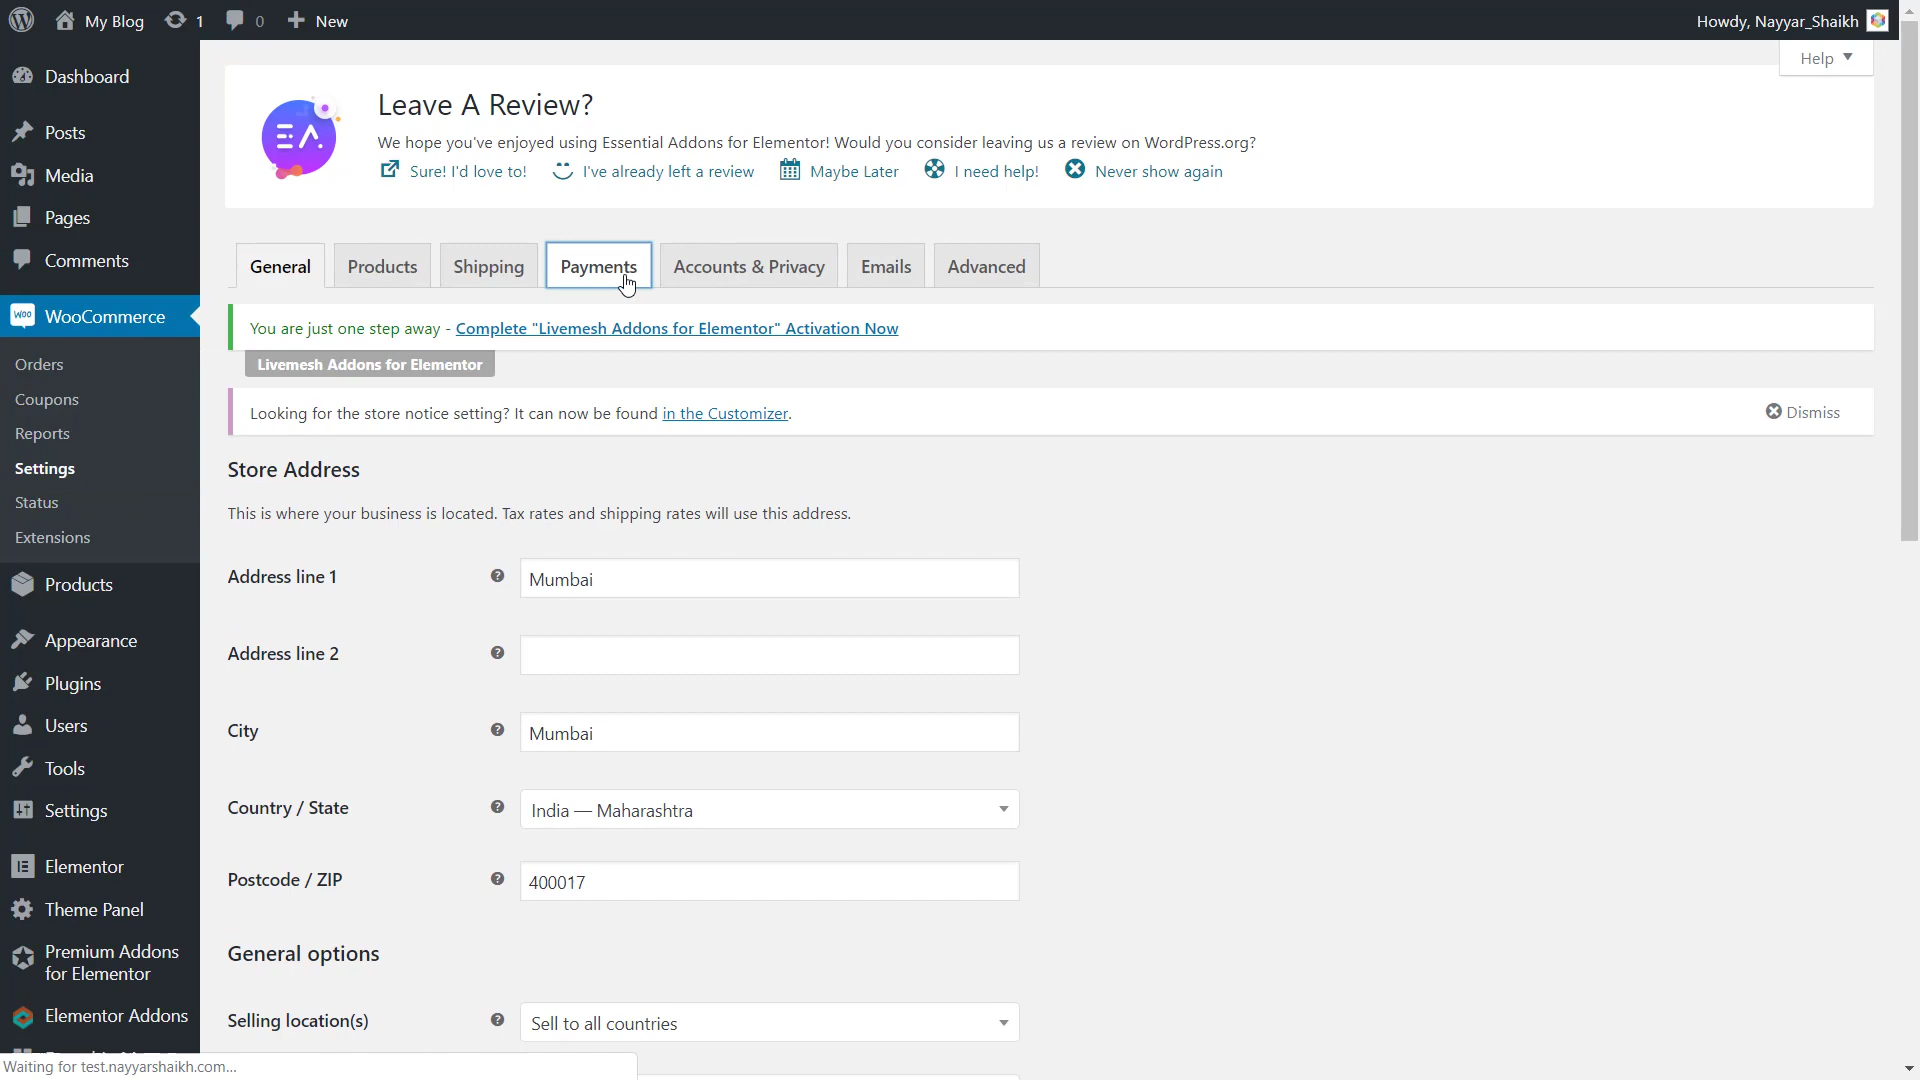 My Blog 1 0 New Howdy, Nayyar_Shaikh
Help
Dashboard
Posts
Media
Pages
Comments
WooCommerce
Orders
Coupons
Reports
Settings
Status
Extensions
Products
Appearance
Plugins
Users
Tools
Settings
Elementor
Theme Panel
Premium Addons
for Elementor
Elementor Addons
Leave A Review?
We hope you've enjoyed using Essential Addons for Elementor! Would you consider leaving us a review on WordPress.org?
Sure! I'd love to! I've already left a review Maybe Later I need help! Never show again
General Products Shipping Payments Accounts & Privacy Emails Advanced
You are just one step away - Complete "Livemesh Addons for Elementor" Activation Now
Livemesh Addons for Elementor
Looking for the store notice setting? It can now be found in the Customizer. Dismiss
Store Address
This is where your business is located. Tax rates and shipping rates will use this address.
Address line 1 Mumbai
Address line 2
City Mumbai
Country / State India — Maharashtra
Postcode / ZIP 400017
General options
Selling location(s) Sell to all countries
Waiting for test.nayyarshaikh.com...